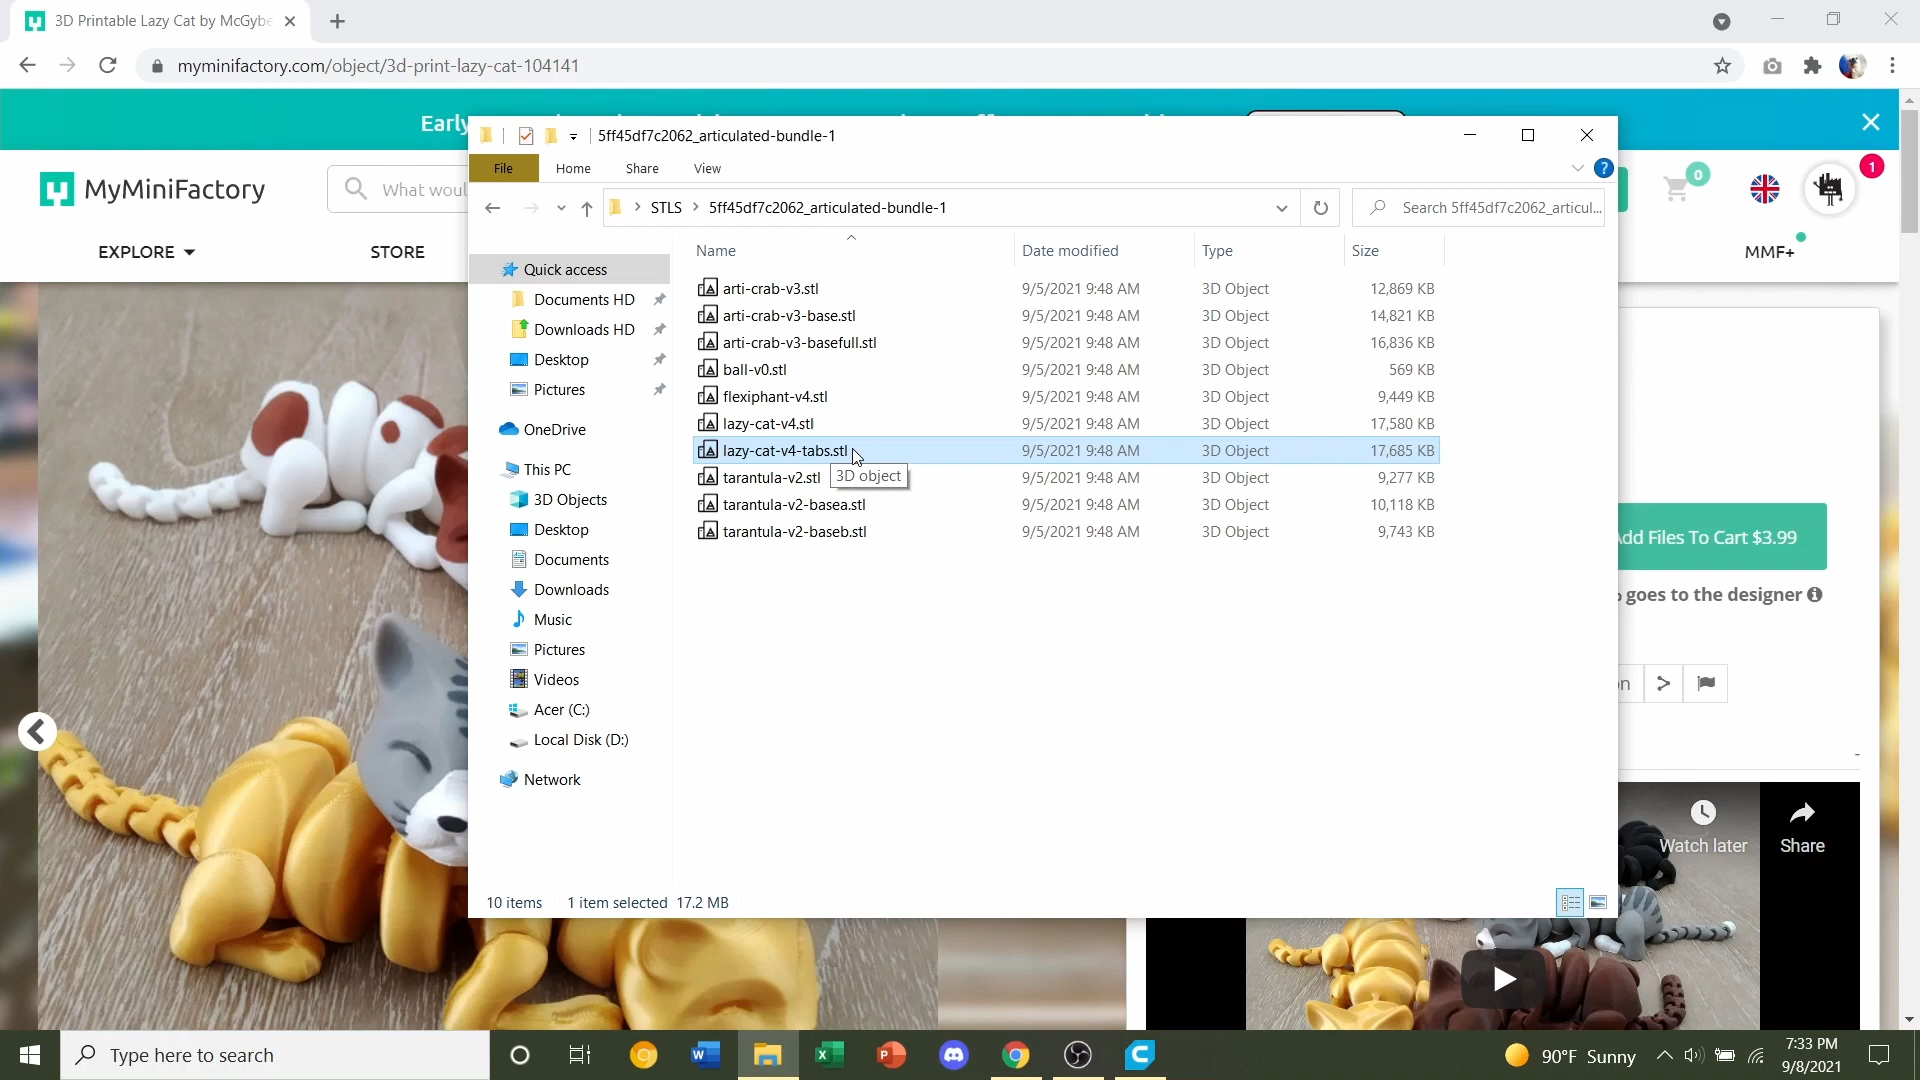 3D Printable Lazy Cat by McGybe
myminifactory.com/object/3d-print-lazy-cat-104141
Early
MyMiniFactory
What woul
0
1
EXPLORE
STORE
MMF+
5ff45df7c2062_articulated-bundle-1
File Home Share View
STLS > 5ff45df7c2062_articulated-bundle-1
Search 5ff45df7c2062_articul...
Name Date modified Type Size
Quick access
Documents HD
Downloads HD
Desktop
Pictures
OneDrive
This PC
3D Objects
Desktop
Documents
Downloads
Music
Pictures
Videos
Acer (C:)
Local Disk (D:)
Network
arti-crab-v3.stl 9/5/2021 9:48 AM 3D Object 12,869 KB
arti-crab-v3-base.stl 9/5/2021 9:48 AM 3D Object 14,821 KB
arti-crab-v3-basefull.stl 9/5/2021 9:48 AM 3D Object 16,836 KB
ball-v0.stl 9/5/2021 9:48 AM 3D Object 569 KB
flexiphant-v4.stl 9/5/2021 9:48 AM 3D Object 9,449 KB
lazy-cat-v4.stl 9/5/2021 9:48 AM 3D Object 17,580 KB
lazy-cat-v4-tabs.stl 9/5/2021 9:48 AM 3D Object 17,685 KB
tarantula-v2.stl 9/5/2021 9:48 AM 3D Object 9,277 KB
3D object
tarantula-v2-basea.stl 9/5/2021 9:48 AM 3D Object 10,118 KB
tarantula-v2-baseb.stl 9/5/2021 9:48 AM 3D Object 9,743 KB
10 items 1 item selected 17.2 MB
Add Files To Cart $3.99
goes to the designer
on
Watch later
Share
Type here to search
90°F Sunny
7:33 PM
9/8/2021